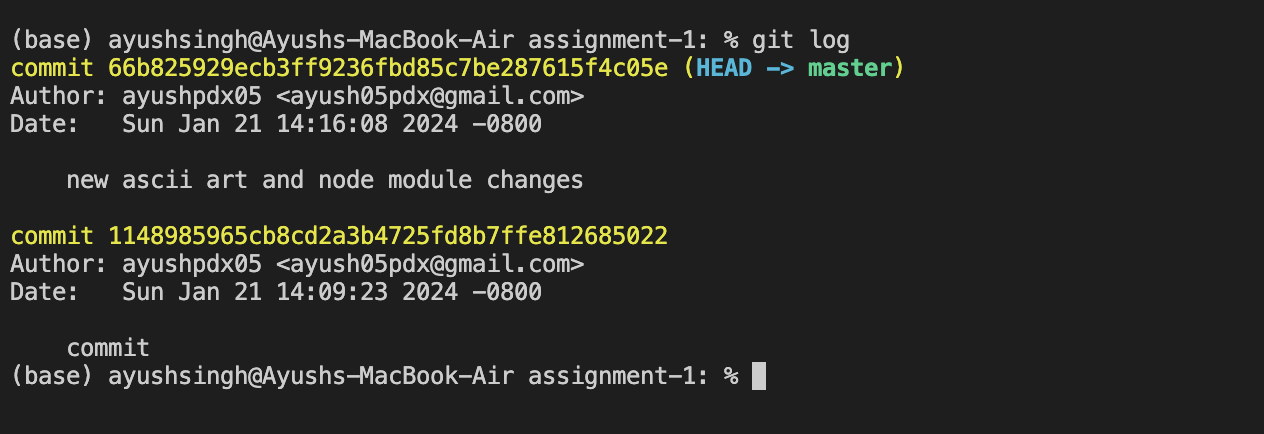 (base) ayushsingh@Ayushs-MacBook-Air assignment-1: % git log
commit 66b825929ecb3ff9236fbd85c7be287615f4c05e (HEAD -> master)
Author: ayushpdx05 <ayush05pdx@gmail.com>
Date:   Sun Jan 21 14:16:08 2024 -0800
    new ascii art and node module changes
commit 1148985965cb8cd2a3b4725fd8b7ffe812685022
Author: ayushpdx05 <ayush05pdx@gmail.com>
Date:   Sun Jan 21 14:09:23 2024 -0800
    commit
(base) ayushsingh@Ayushs-MacBook-Air assignment-1: %